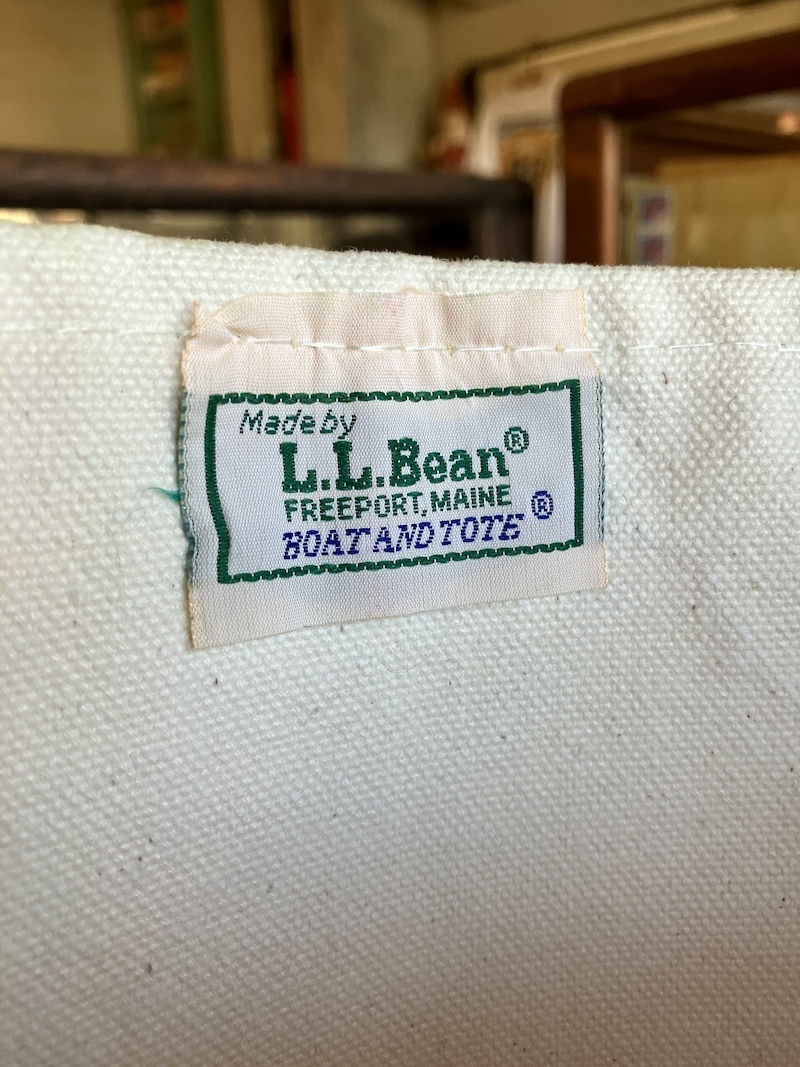 Made by
L.L.Bean®
FREEPORT, MAINE
BOAT AND TOTE®